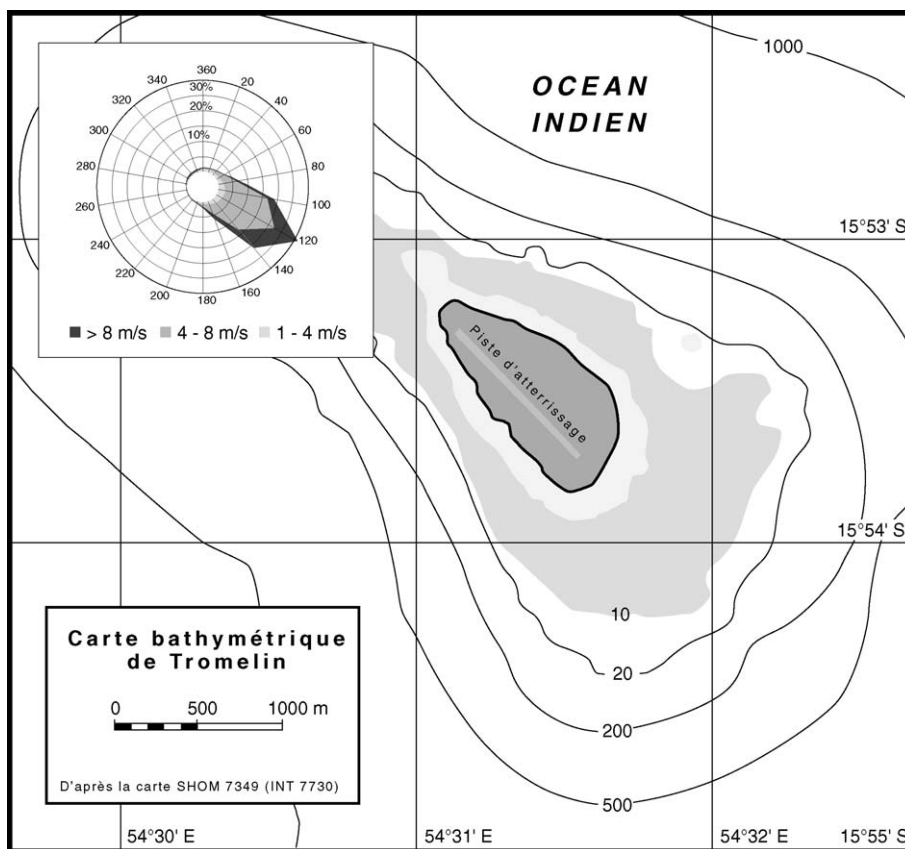 1000
OCEAN
INDIEN
360
20
40
60
80
100
120
140
160
180
200
220
240
260
280
300
320
340
30%
20%
10%
> 8 m/s 4 - 8 m/s 1 - 4 m/s
15°53' S
Piste d'atterrissage
15°54' S
10
20
200
500
Carte bathymétrique
de Tromelin
0 500 1000 m
D'après la carte SHOM 7349 (INT 7730)
54°30' E 54°31' E 54°32' E 15°55' S